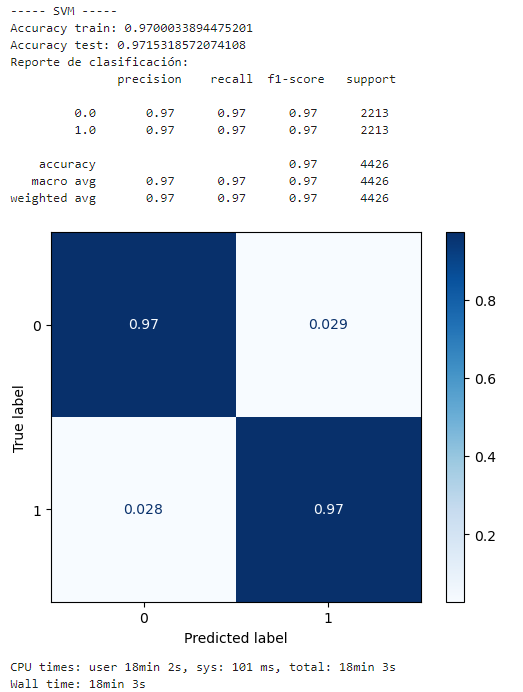 ----- SVM -----
Accuracy train: 0.9700033894475201
Accuracy test: 0.9715318572074108
Reporte de clasificación:
precision recall f1-score support
0.0 0.97 0.97 0.97 2213
1.0 0.97 0.97 0.97 2213
accuracy 0.97 4426
macro avg 0.97 0.97 0.97 4426
weighted avg 0.97 0.97 0.97 4426
0.8
0 0.97 0.029
0.6
True label
0.4
1 0.028 0.97
0.2
0 1
Predicted label
CPU times: user 18min 2s, sys: 101 ms, total: 18min 3s
Wall time: 18min 3s